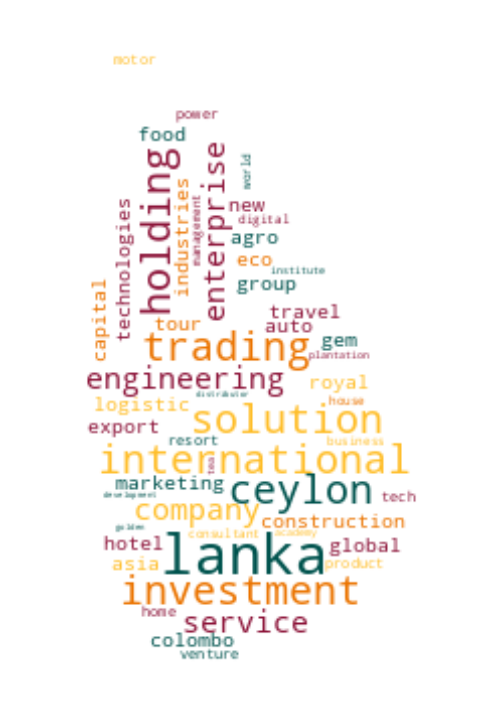 motor
power
food
holding
enterprise
world
industries
management
technologies
new
digital
agro
eco
institute
group
capital
travel
tour
auto
trading
gem
plantation
engineering
royal
distributor
logistic
house
solution
export
resort
business
international
tea
marketing
ceylon
development
tech
company
construction
golden
consultant
academy
lanka
hotel
global
asia
product
investment
home
service
colombo
venture